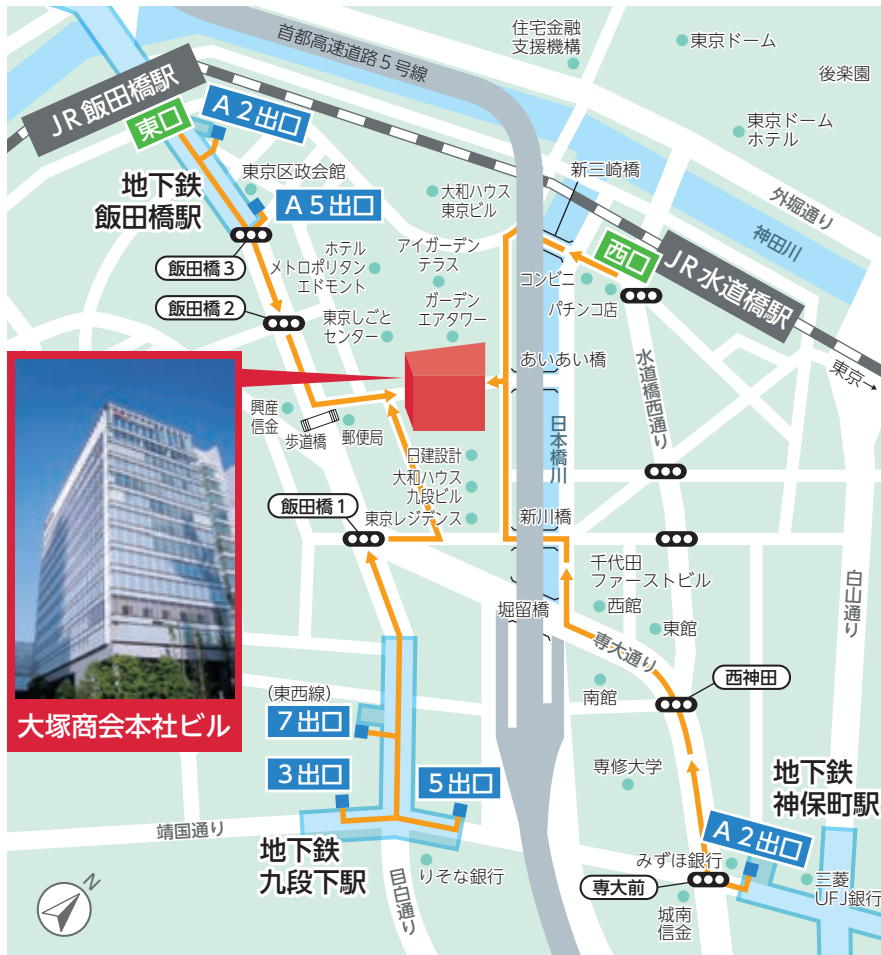 首都高速道路5号線
住宅金融
支援機構
東京ドーム
後楽園
JR飯田橋駅
東口
A2出口
東京ドーム
ホテル
地下鉄
飯田橋駅
東京区政会館
A5出口
大和ハウス
東京ビル
新三崎橋
外堀通り
神田川
飯田橋3
ホテル
メトロポリタン
エドモント
アイガーデン
テラス
西口
JR水道橋駅
コンビニ
パチンコ店
飯田橋2
東京しごと
センター
ガーデン
エアタワー
あいあい橋
水道橋西通り
東京→
興産
信金
歩道橋
郵便局
日本橋川
日建設計
大和ハウス
九段ビル
東京レジデンス
飯田橋1
新川橋
千代田
ファーストビル
西館
東館
白山通り
堀留橋
専大通り
南館
西神田
大塚商会本社ビル
(東西線)
7出口
3出口
5出口
専修大学
地下鉄
神保町駅
靖国通り
地下鉄
九段下駅
目白通り
りそな銀行
A2出口
みずほ銀行
専大前
三菱
UFJ銀行
城南
信金
N